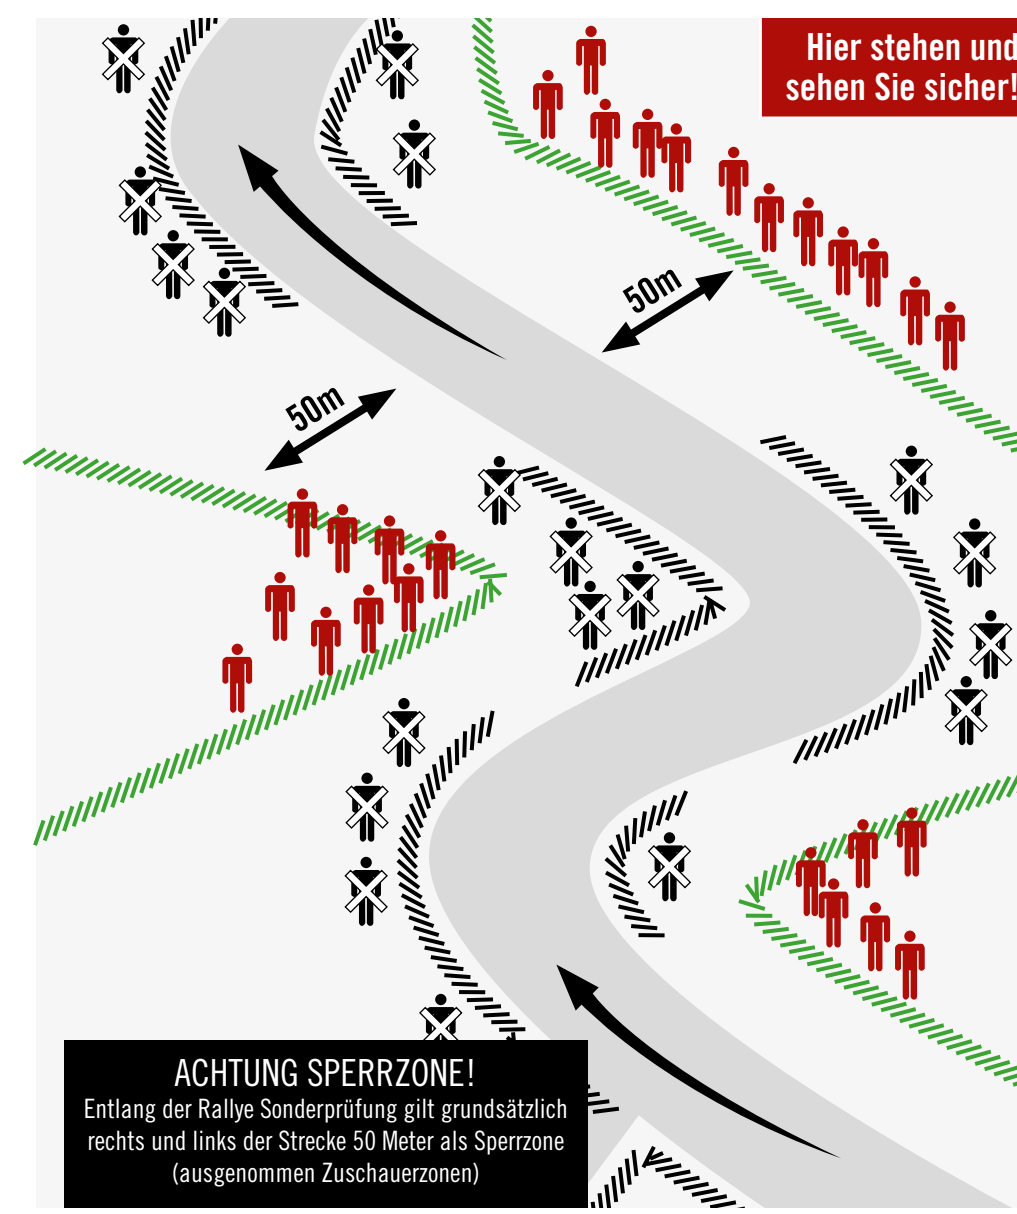 Hier stehen und
sehen Sie sicher!
50m
50m
ACHTUNG SPERRZONE!
Entlang der Rallye Sonderprüfung gilt grundsätzlich
rechts und links der Strecke 50 Meter als Sperrzone
(ausgenommen Zuschauerzonen)